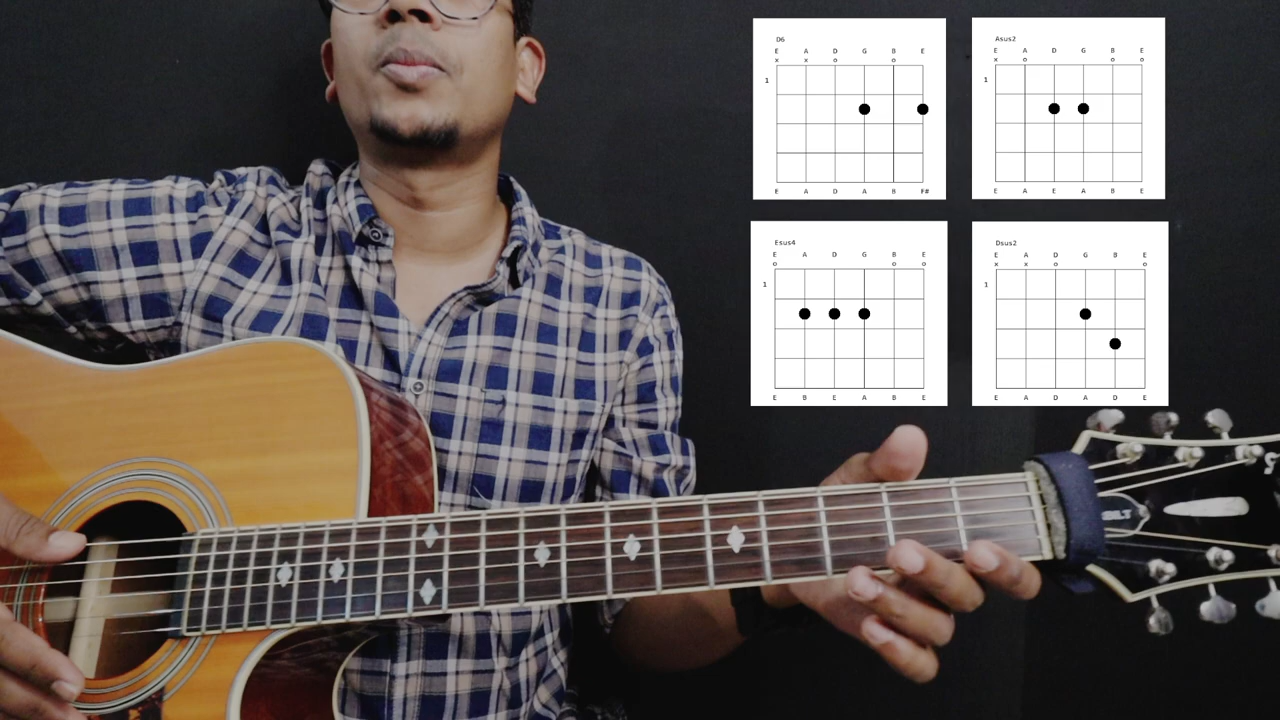 D6
E A D G B E
x x o o
1
E A D A B F#
Asus2
E A D G B E
x o o o
1
E A E A B E
Esus4
E A D G B E
o o o
1
E B E A B E
Dsus2
E A D G B E
x x o o
1
E A D A D E